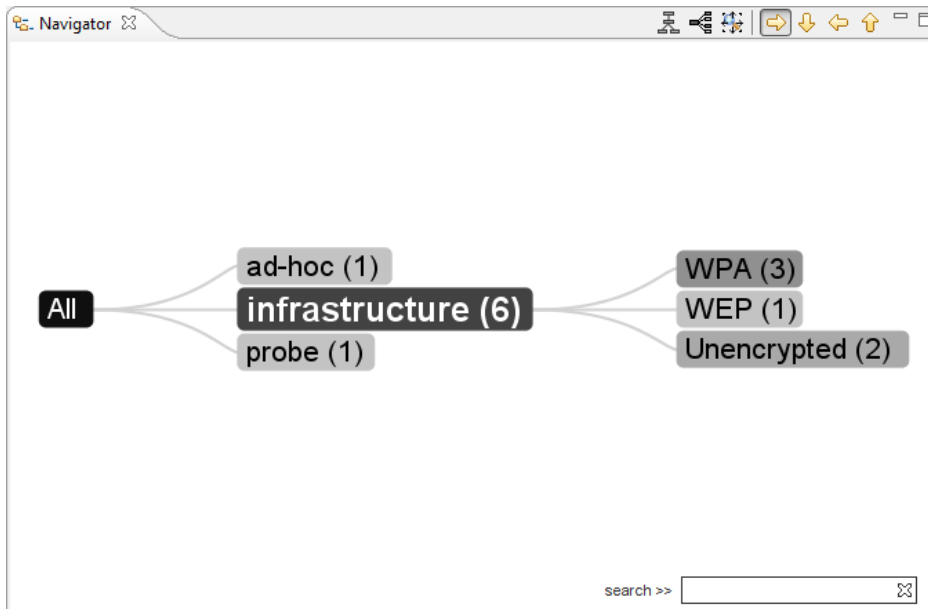 Navigator
All
ad-hoc (1)
infrastructure (6)
probe (1)
WPA (3)
WEP (1)
Unencrypted (2)
search >>